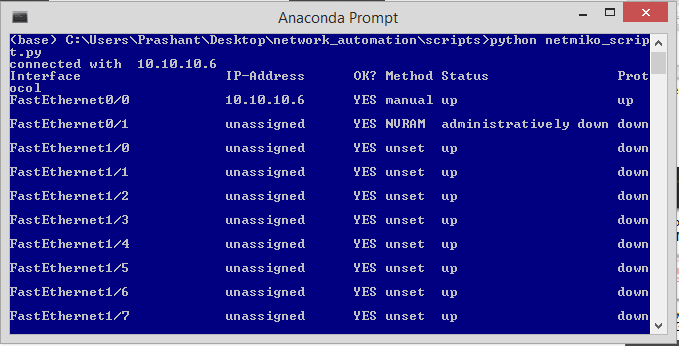 Anaconda Prompt
(base) C:\Users\Prashant\Desktop\network_automation\scripts>python netmiko_scrip
t.py
connected with  10.10.10.6
Interface                  IP-Address      OK? Method Status                Prot
ocol
FastEthernet0/0            10.10.10.6      YES manual up                    up
FastEthernet0/1            unassigned      YES NVRAM  administratively down down
FastEthernet1/0            unassigned      YES unset  up                    down
FastEthernet1/1            unassigned      YES unset  up                    down
FastEthernet1/2            unassigned      YES unset  up                    down
FastEthernet1/3            unassigned      YES unset  up                    down
FastEthernet1/4            unassigned      YES unset  up                    down
FastEthernet1/5            unassigned      YES unset  up                    down
FastEthernet1/6            unassigned      YES unset  up                    down
FastEthernet1/7            unassigned      YES unset  up                    down